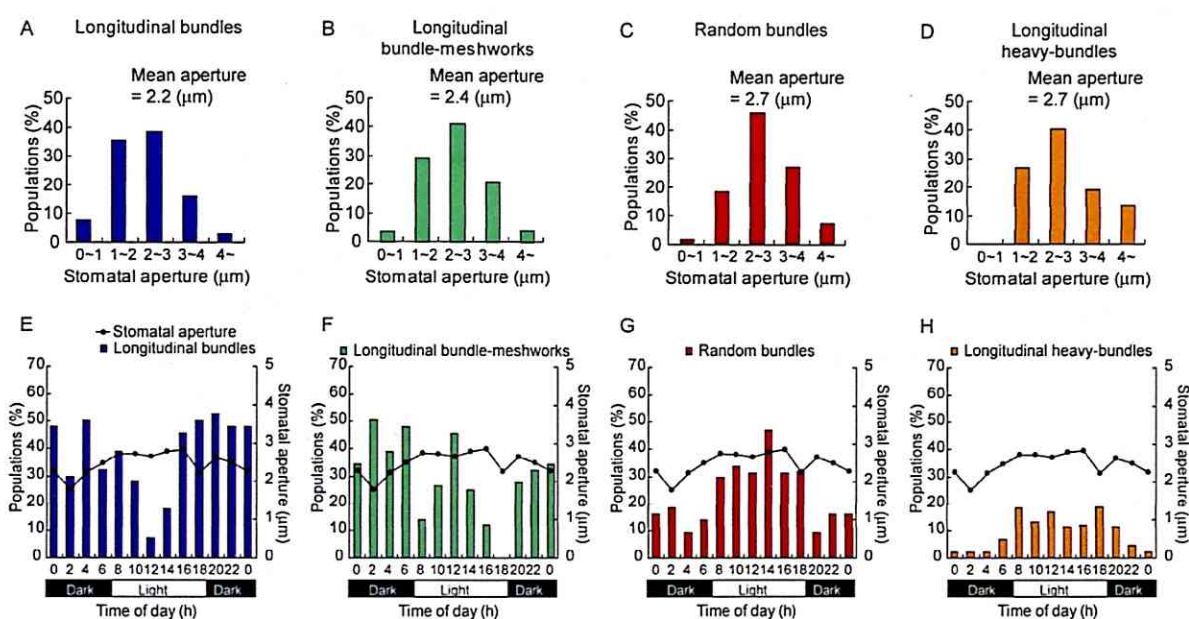 A
Longitudinal bundles
Mean aperture
= 2.2 (μm)
Populations (%)
50
40
30
20
10
0
0~1 1~2 2~3 3~4 4~
Stomatal aperture (μm)
B
Longitudinal
bundle-meshworks
Mean aperture
= 2.4 (μm)
Populations (%)
50
40
30
20
10
0
0~1 1~2 2~3 3~4 4~
Stomatal aperture (μm)
C
Random bundles
Mean aperture
= 2.7 (μm)
Populations (%)
50
40
30
20
10
0
0~1 1~2 2~3 3~4 4~
Stomatal aperture (μm)
D
Longitudinal
heavy-bundles
Mean aperture
= 2.7 (μm)
Populations (%)
50
40
30
20
10
0
0~1 1~2 2~3 3~4 4~
Stomatal aperture (μm)
E
Stomatal aperture
Longitudinal bundles
Populations (%)
70
60
50
40
30
20
10
0
5
4
3
2
1
0
Stomatal aperture (μm)
0 2 4 6 8 10 12 14 16 18 20 22 0
Dark Light Dark
Time of day (h)
F
Longitudinal bundle-meshworks
Populations (%)
70
60
50
40
30
20
10
0
5
4
3
2
1
0
Stomatal aperture (μm)
0 2 4 6 8 10 12 14 16 18 20 22 0
Dark Light Dark
Time of day (h)
G
Random bundles
Populations (%)
70
60
50
40
30
20
10
0
5
4
3
2
1
0
Stomatal aperture (μm)
0 2 4 6 8 10 12 14 16 18 20 22 0
Dark Light Dark
Time of day (h)
H
Longitudinal heavy-bundles
Populations (%)
70
60
50
40
30
20
10
0
5
4
3
2
1
0
Stomatal aperture (μm)
0 2 4 6 8 10 12 14 16 18 20 22 0
Dark Light Dark
Time of day (h)